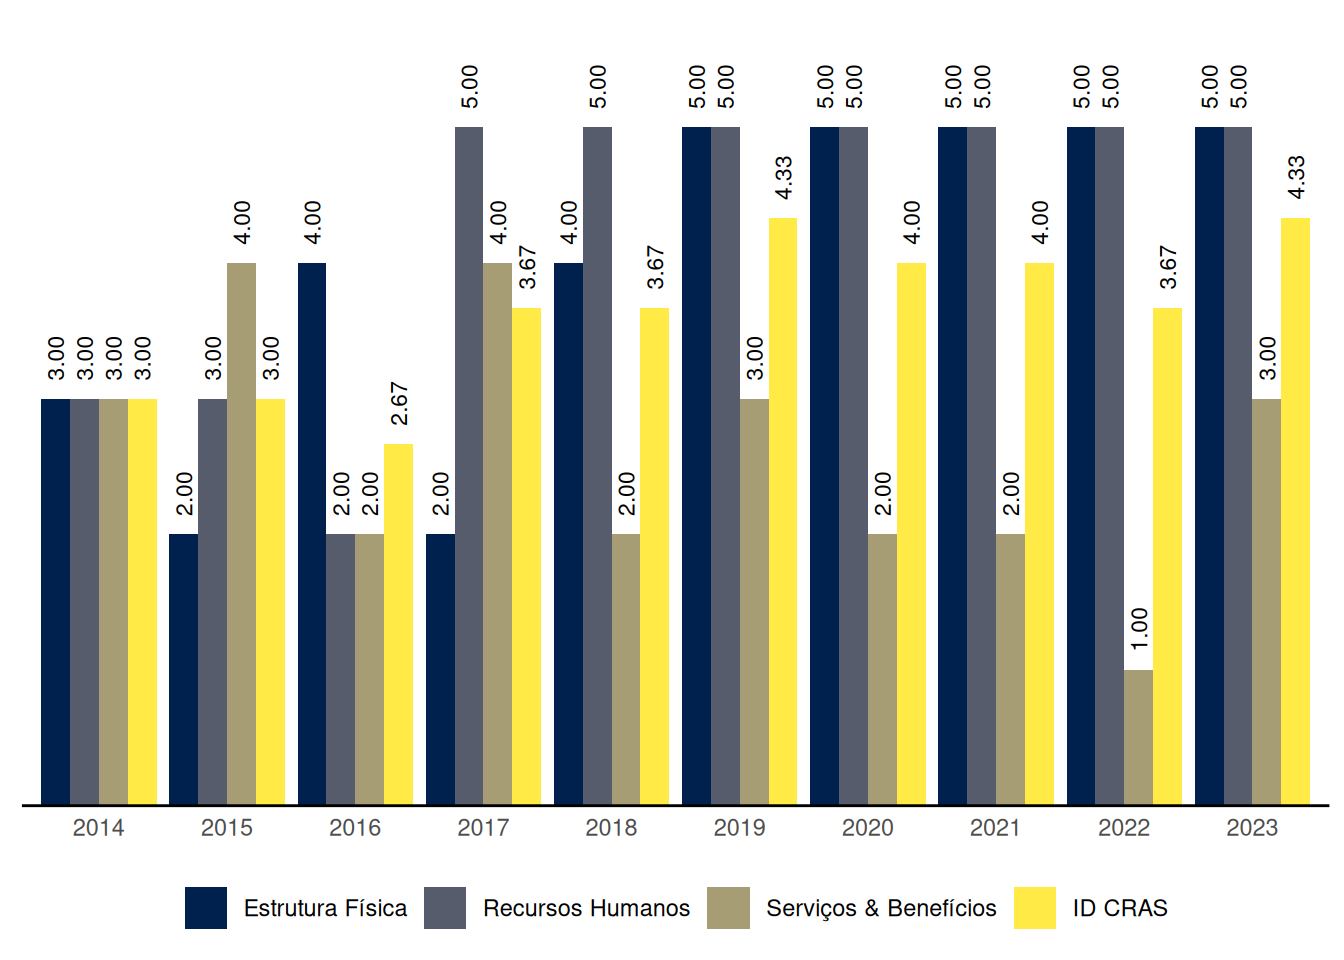 3.00 3.00 3.00 3.00
2.00 3.00 4.00 3.00
4.00 2.00 2.00 2.67
2.00 5.00 4.00 3.67
4.00 5.00 2.00 3.67
5.00 5.00 3.00 4.33
5.00 5.00 2.00 4.00
5.00 5.00 2.00 4.00
5.00 5.00 1.00 3.67
5.00 5.00 3.00 4.33
2014 2015 2016 2017 2018 2019 2020 2021 2022 2023
Estrutura Física Recursos Humanos Serviços & Benefícios ID CRAS